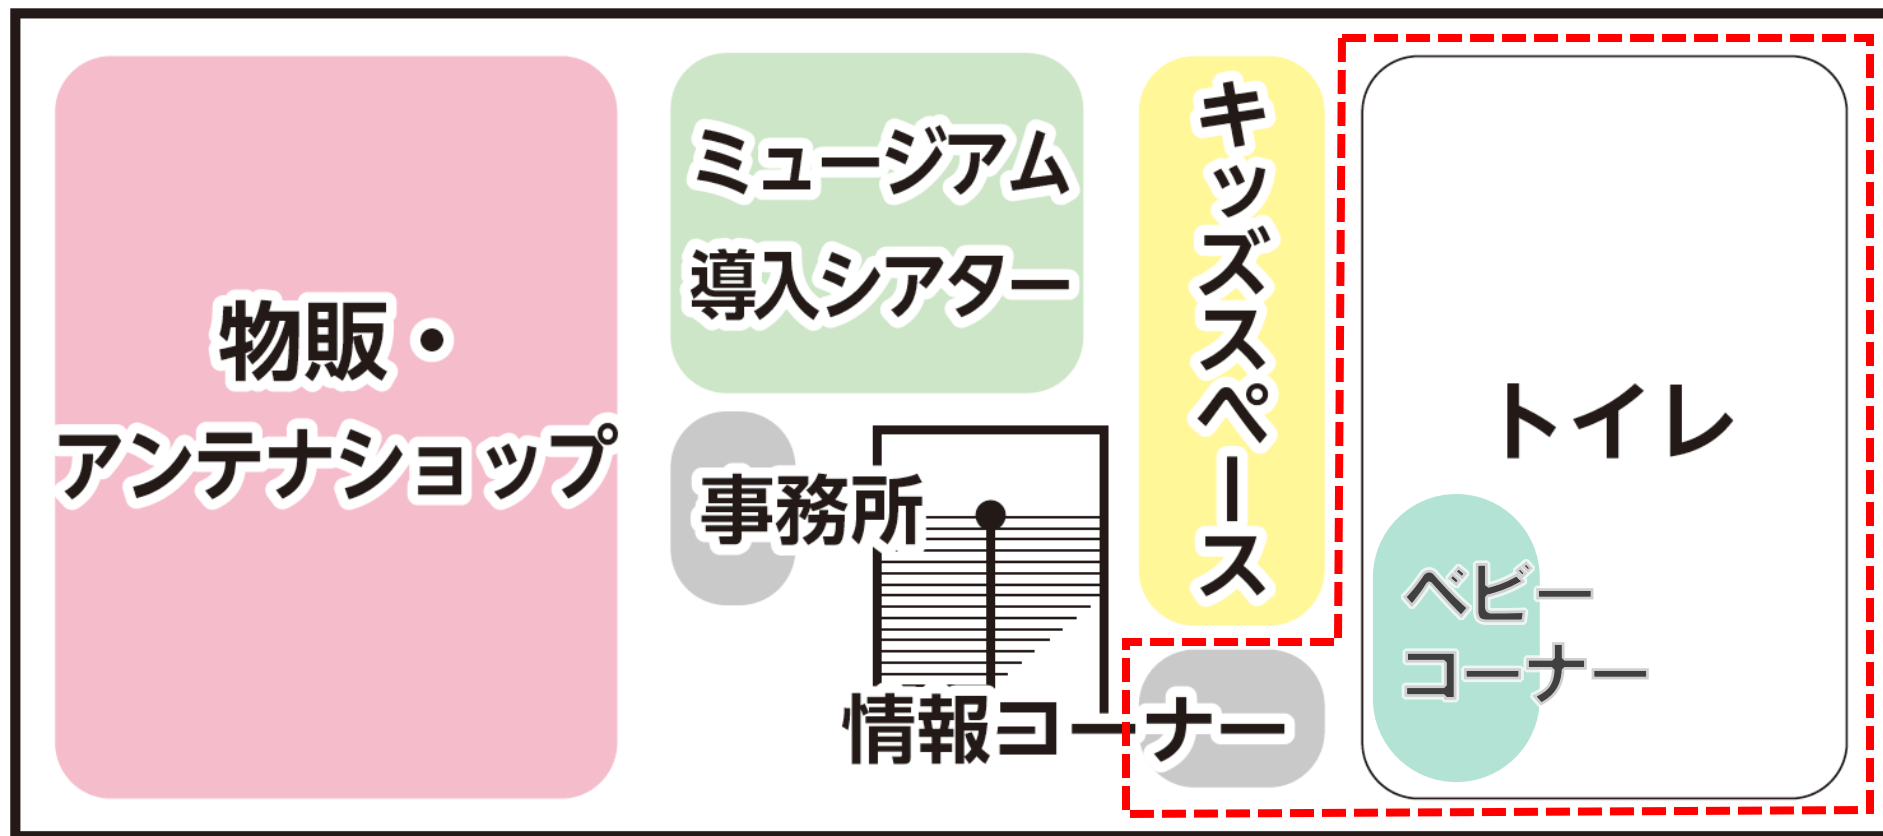 物販・
アンテナショップ
ミュージアム
導入シアター
事務所
情報コーナー
キッズスペース
トイレ
ベビー
コーナー